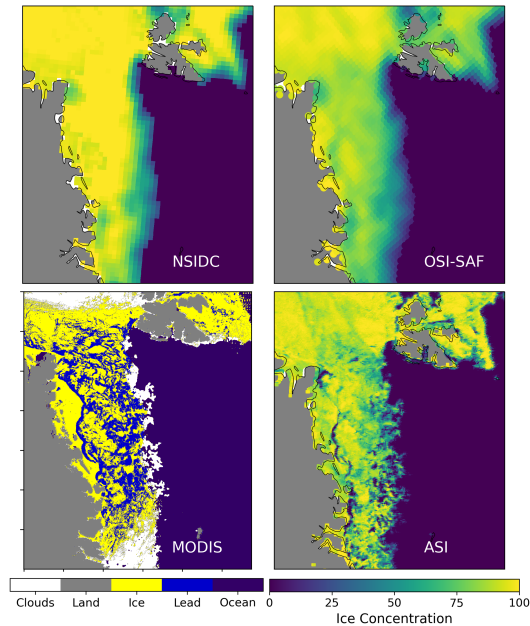 NSIDC
OSI-SAF
MODIS
ASI
Clouds Land Ice Lead Ocean
0 25 50 75 100
Ice Concentration